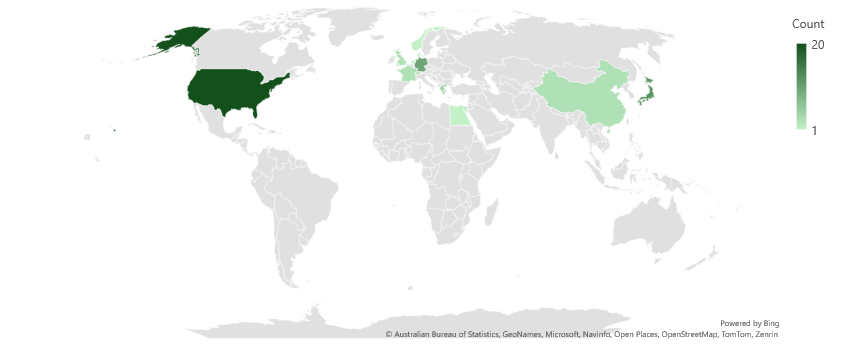 Count
20
1
Powered by Bing
© Australian Bureau of Statistics, GeoNames, Microsoft, Navinfo, Open Places, OpenStreetMap, TomTom, Zenrin